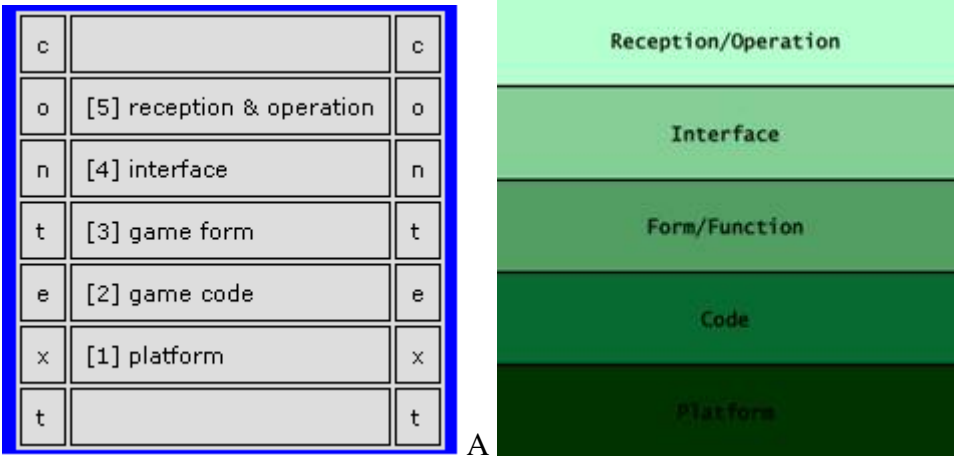 c c
o [5] reception & operation o
n [4] interface n
t [3] game form t
e [2] game code e
x [1] platform x
t t
A
Reception/Operation
Interface
Form/Function
Code
Platform